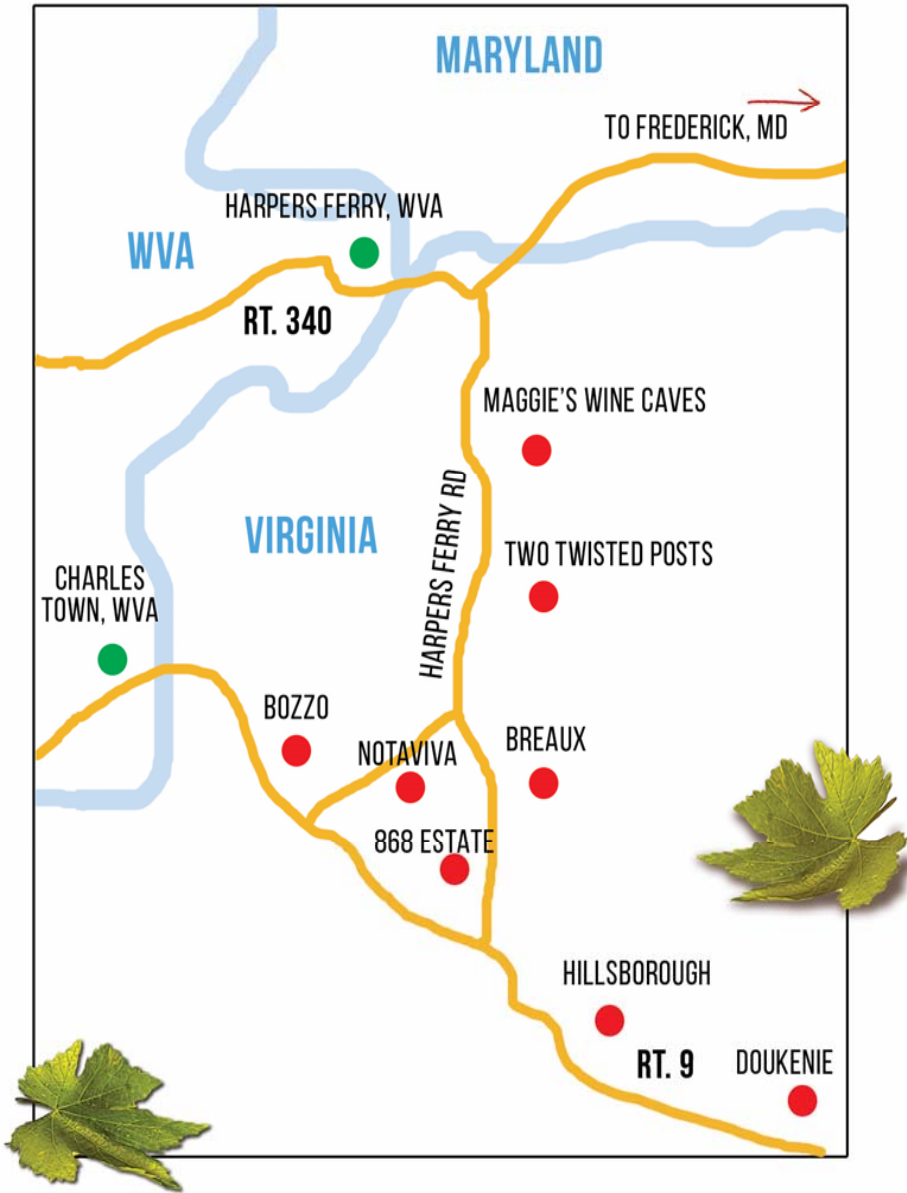 MARYLAND
TO FREDERICK, MD
HARPERS FERRY, WVA
WVA
RT. 340
MAGGIE'S WINE CAVES
HARPERS FERRY RD
VIRGINIA
TWO TWISTED POSTS
CHARLES
TOWN, WVA
BOZZO
NOTAVIVA
BREAUX
868 ESTATE
HILLSBOROUGH
RT. 9
DOUKENIE